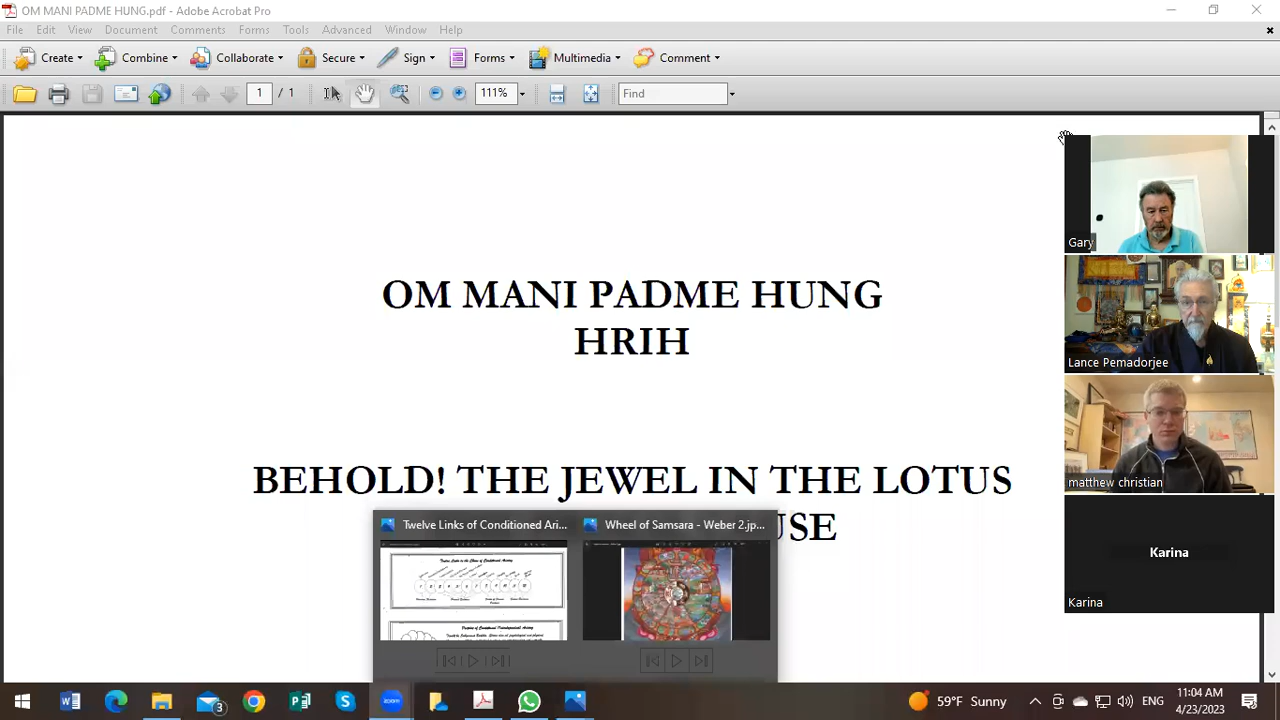 OM MANI PADME HUNG.pdf - Adobe Acrobat Pro
File Edit View Document Comments Forms Tools Advanced Window Help
Create Combine Collaborate Secure Sign Forms Multimedia Comment
1 / 1 111% Find
OM MANI PADME HUNG
HRIH
BEHOLD! THE JEWEL IN THE LOTUS
USE
Gary
Lance Pemadorjee
matthew christian
Karina
Karina
Twelve Links of Conditioned Ari... Wheel of Samsara - Weber 2.jp...
3
zoom
59°F Sunny
ENG
11:04 AM
4/23/2023